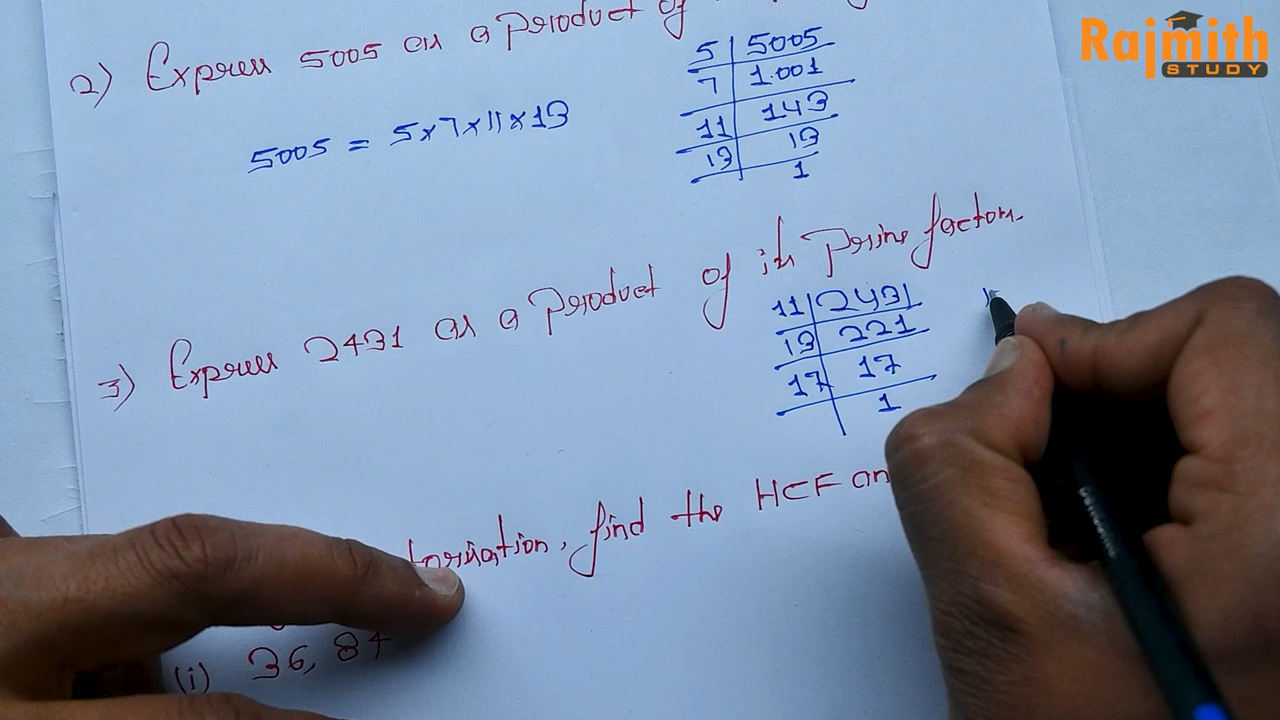 Rajmith
STUDY
2) Express 5005 as a Product of
5 | 5005
7 | 1001
11 | 143
13 | 13
1
5005 = 5×7×11×13
3) Express 2431 as a Product of its Prime factors.
11 | 2431
13 | 221
17 | 17
1
torisation, find the HCF an
(i) 36, 84